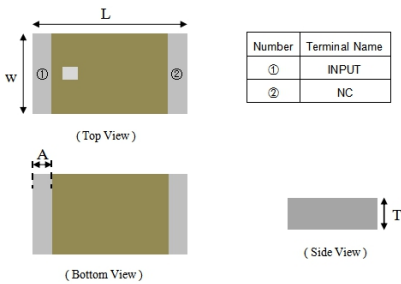 L
W
①
②
( Top View )
Number Terminal Name
① INPUT
② NC
A
( Bottom View )
T
( Side View )